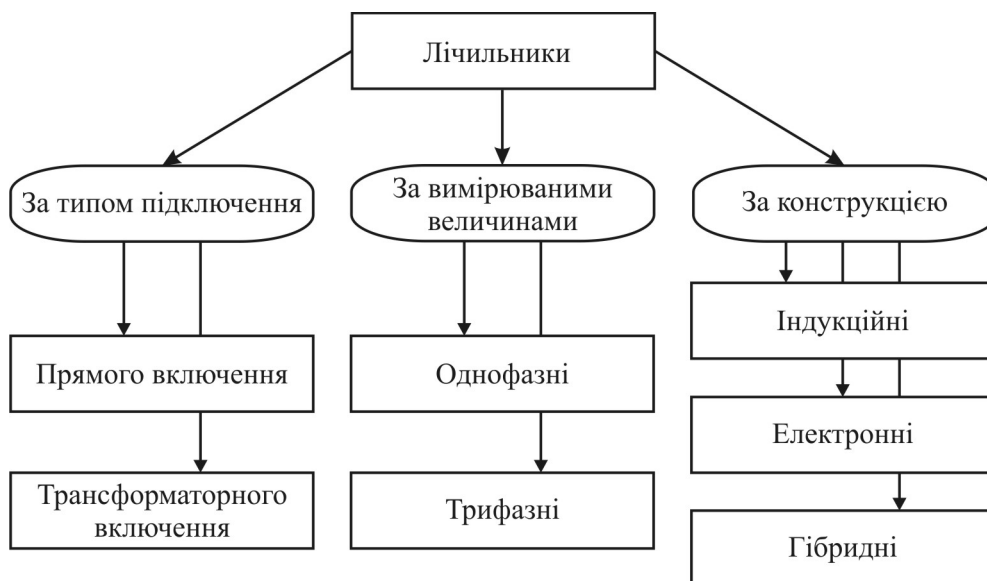 Лічильники
За типом підключення
За вимірюваними
величинами
За конструкцією
Прямого включення
Трансформаторного
включення
Однофазні
Трифазні
Індукційні
Електронні
Гібридні